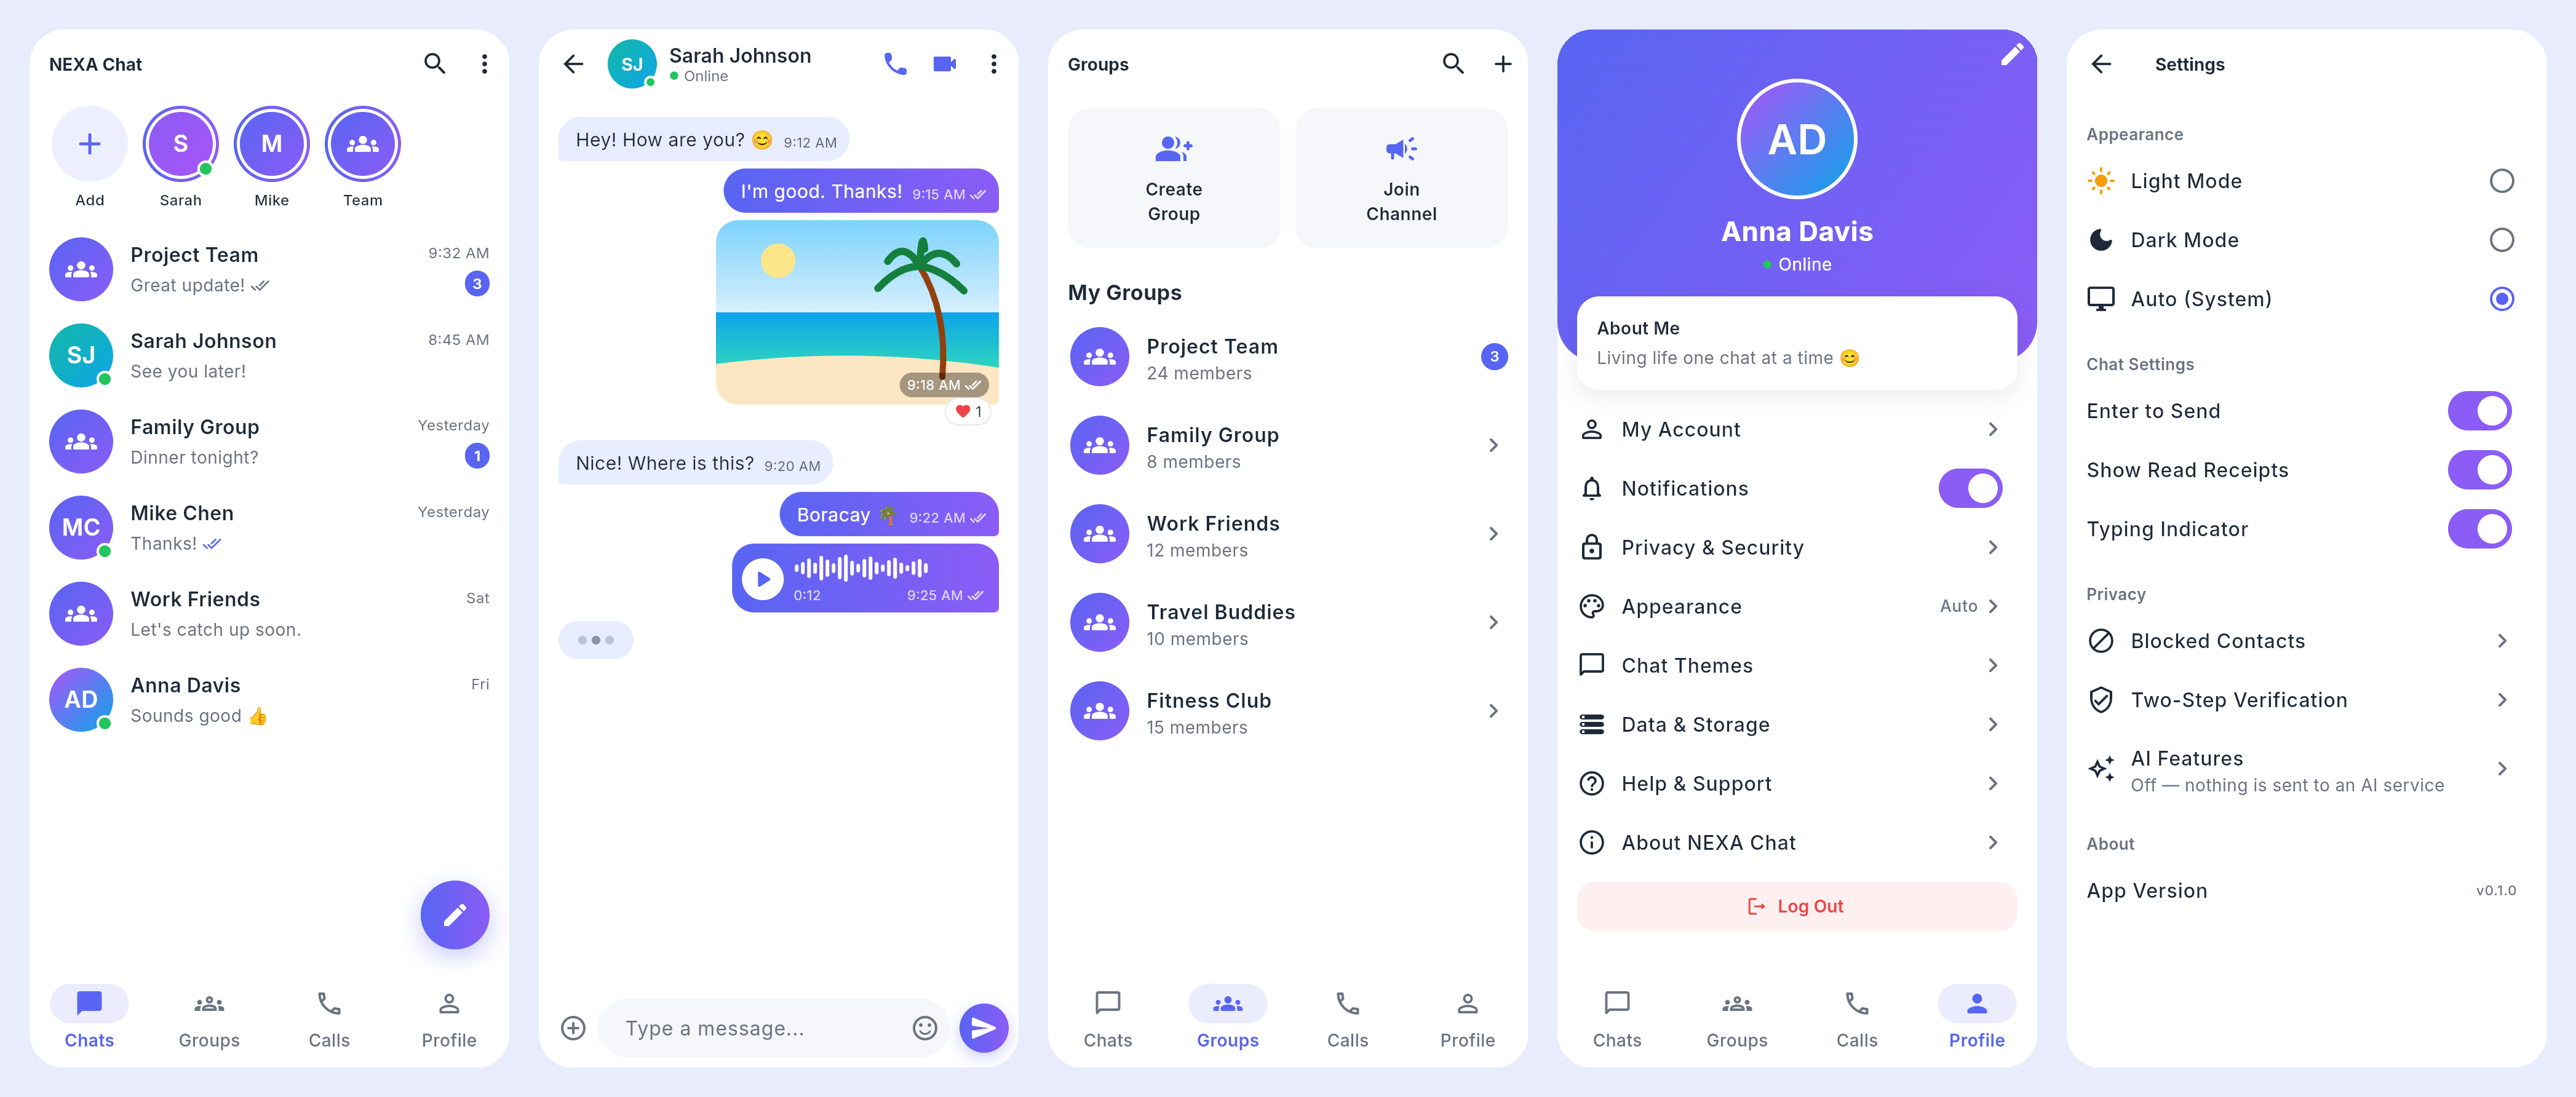 NEXA Chat
S
M
Add
Sarah
Mike
Team
Project Team
9:32 AM
Great update!
3
SJ
Sarah Johnson
8:45 AM
See you later!
Family Group
Yesterday
Dinner tonight?
1
MC
Mike Chen
Yesterday
Thanks!
Work Friends
Sat
Let's catch up soon.
AD
Anna Davis
Fri
Sounds good 👍
Chats
Groups
Calls
Profile
SJ
Sarah Johnson
Online
Hey! How are you? 😊 9:12 AM
I'm good. Thanks! 9:15 AM
9:18 AM
❤️ 1
Nice! Where is this? 9:20 AM
Boracay 🌴 9:22 AM
0:12
9:25 AM
Type a message...
Groups
Create
Group
Join
Channel
My Groups
Project Team
24 members
3
Family Group
8 members
Work Friends
12 members
Travel Buddies
10 members
Fitness Club
15 members
Chats
Groups
Calls
Profile
AD
Anna Davis
Online
About Me
Living life one chat at a time 😊
My Account
Notifications
Privacy & Security
Appearance
Auto
Chat Themes
Data & Storage
Help & Support
About NEXA Chat
Log Out
Chats
Groups
Calls
Profile
Settings
Appearance
Light Mode
Dark Mode
Auto (System)
Chat Settings
Enter to Send
Show Read Receipts
Typing Indicator
Privacy
Blocked Contacts
Two-Step Verification
AI Features
Off — nothing is sent to an AI service
About
App Version
v0.1.0